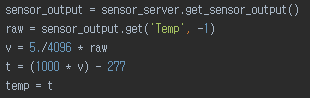 sensor_output = sensor_server.get_sensor_output()
raw = sensor_output.get('Temp', -1)
v = 5./4096 * raw
t = (1000 * v) - 277
temp = t